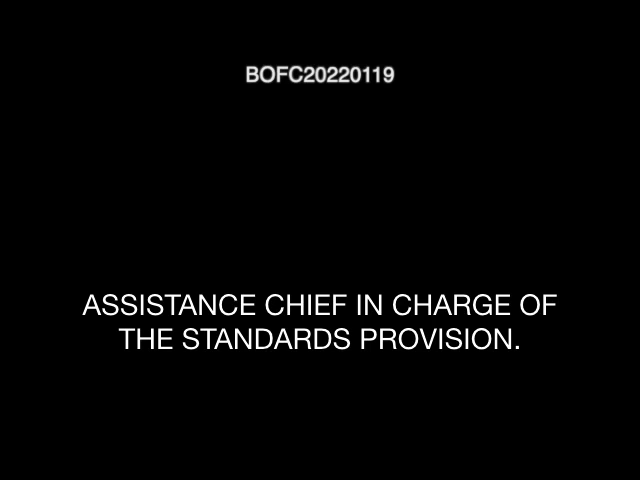 BOFC20220119
ASSISTANCE CHIEF IN CHARGE OF
THE STANDARDS PROVISION.